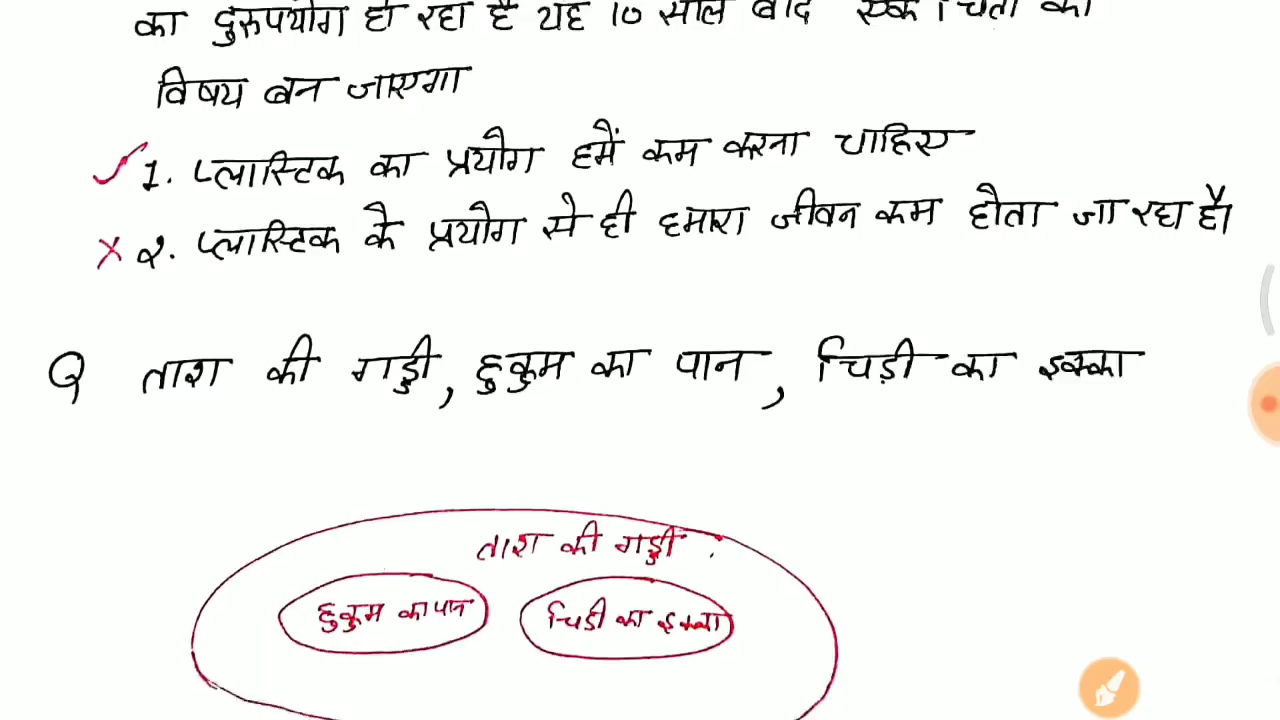 का दुरुपयोग हो रहा है यह 10 साल बाद एक चिंता का
विषय बन जाएगा
1. प्लास्टिक का प्रयोग हमें कम करना चाहिए
२. प्लास्टिक के प्रयोग से ही हमारा जीवन कम होता जा रहा है।
Q ताश की गड्डी, हुकुम का पान, चिड़ी का इक्का
ताश की गड्डी
हुकुम का पान
चिडी का इक्का